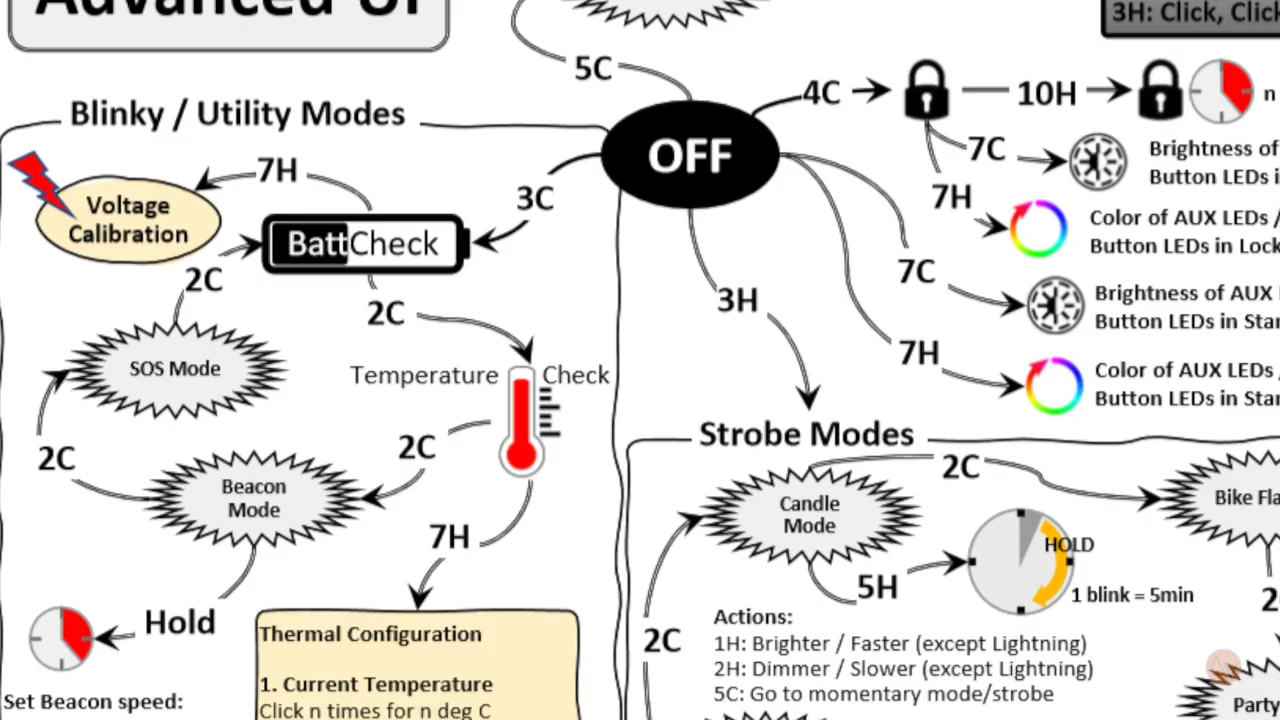 Advanced UI
3H: Click, Click
5C
4C
10H
n
Blinky / Utility Modes
OFF
7C
Brightness of
Button LEDs i
7H
7H
3C
Voltage
Calibration
BattCheck
Color of AUX LEDs /
Button LEDs in Lock
2C
2C
3H
7C
Brightness of AUX
Button LEDs in Star
7H
SOS Mode
Temperature Check
Color of AUX LEDs
Button LEDs in Star
2C
2C
Strobe Modes
2C
Beacon
Mode
Candle
Mode
Bike Fla
7H
HOLD
5H
1 blink = 5min
2
Hold
Actions:
Thermal Configuration
2C
1H: Brighter / Faster (except Lightning)
2H: Dimmer / Slower (except Lightning)
1. Current Temperature
5C: Go to momentary mode/strobe
Set Beacon speed:
Click n times for n deg C
Party